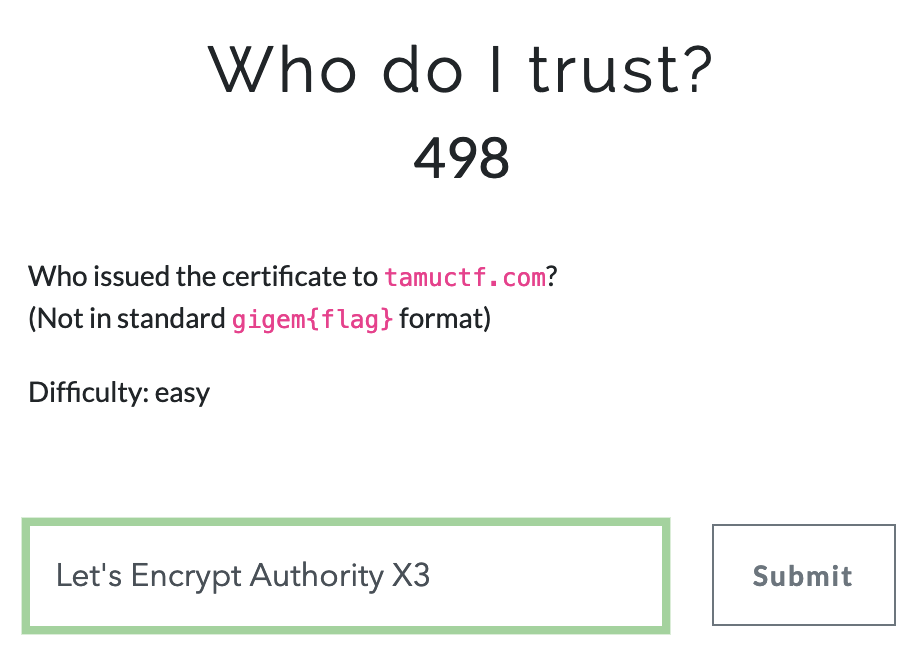 Who do I trust?
498
Who issued the certificate to tamuctf.com?
(Not in standard gigem{flag} format)
Difficulty: easy
Let's Encrypt Authority X3
Submit